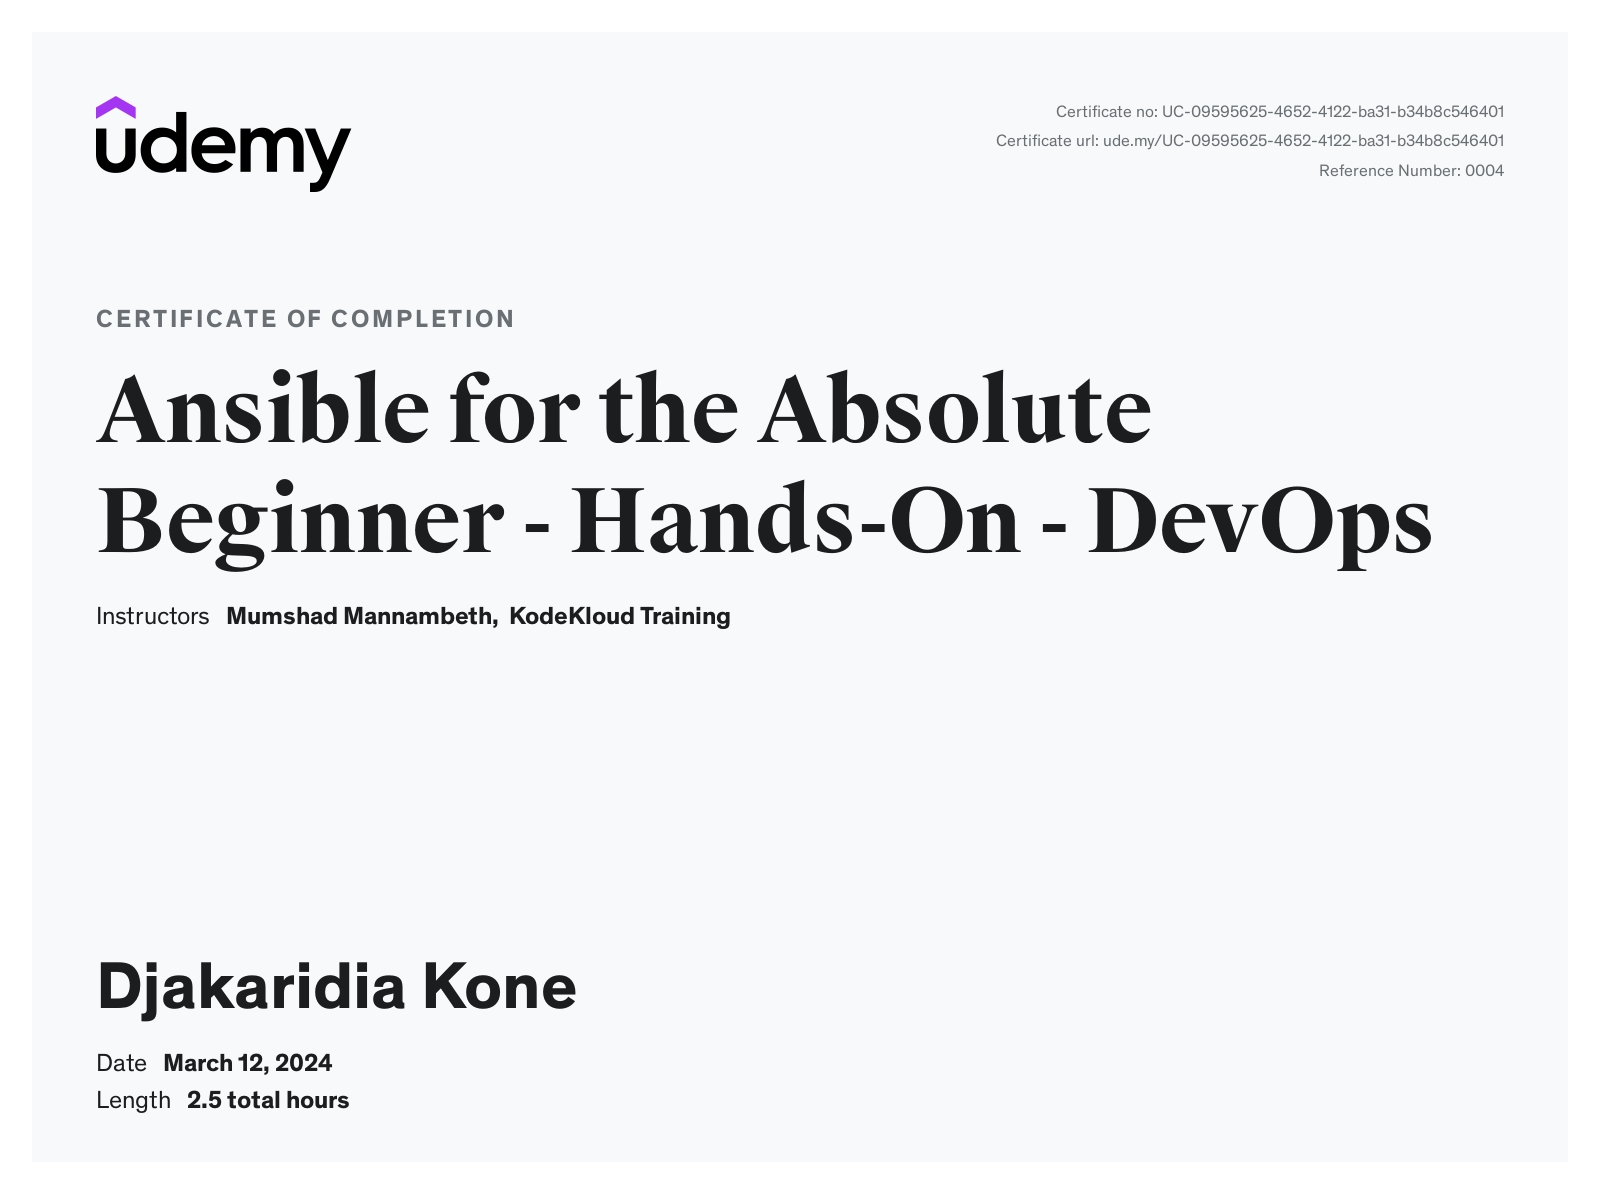 udemy
Certificate no: UC-09595625-4652-4122-ba31-b34b8c546401
Certificate url: ude.my/UC-09595625-4652-4122-ba31-b34b8c546401
Reference Number: 0004
CERTIFICATE OF COMPLETION
Ansible for the Absolute
Beginner - Hands-On - DevOps
Instructors Mumshad Mannambeth, KodeKloud Training
Djakaridia Kone
Date March 12, 2024
Length 2.5 total hours